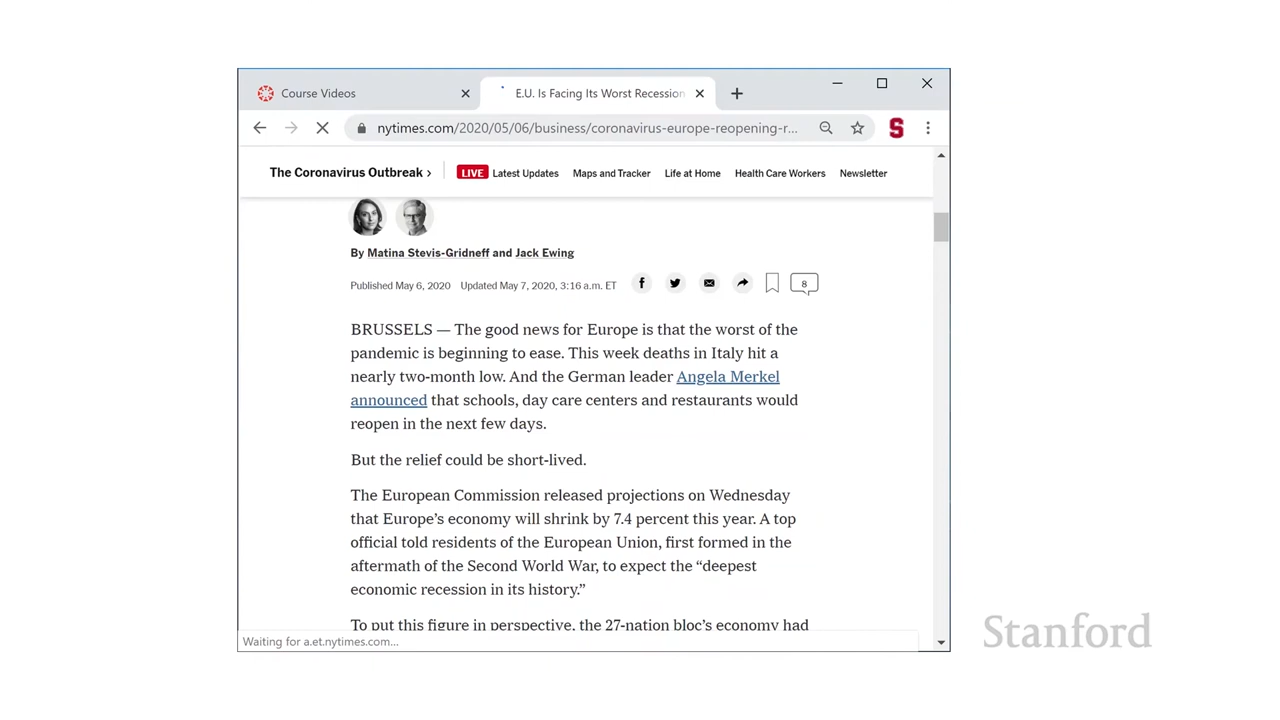 Course Videos
E.U. Is Facing Its Worst Recession
nytimes.com/2020/05/06/business/coronavirus-europe-reopening-r...
S
The Coronavirus Outbreak ›
LIVE Latest Updates Maps and Tracker Life at Home Health Care Workers Newsletter
By Matina Stevis-Gridneff and Jack Ewing
Published May 6, 2020 Updated May 7, 2020, 3:16 a.m. ET
8
BRUSSELS — The good news for Europe is that the worst of the
pandemic is beginning to ease. This week deaths in Italy hit a
nearly two-month low. And the German leader Angela Merkel
announced that schools, day care centers and restaurants would
reopen in the next few days.
But the relief could be short-lived.
The European Commission released projections on Wednesday
that Europe’s economy will shrink by 7.4 percent this year. A top
official told residents of the European Union, first formed in the
aftermath of the Second World War, to expect the “deepest
economic recession in its history.”
To put this figure in perspective, the 27-nation bloc’s economy had
Waiting for a.et.nytimes.com...
Stanford